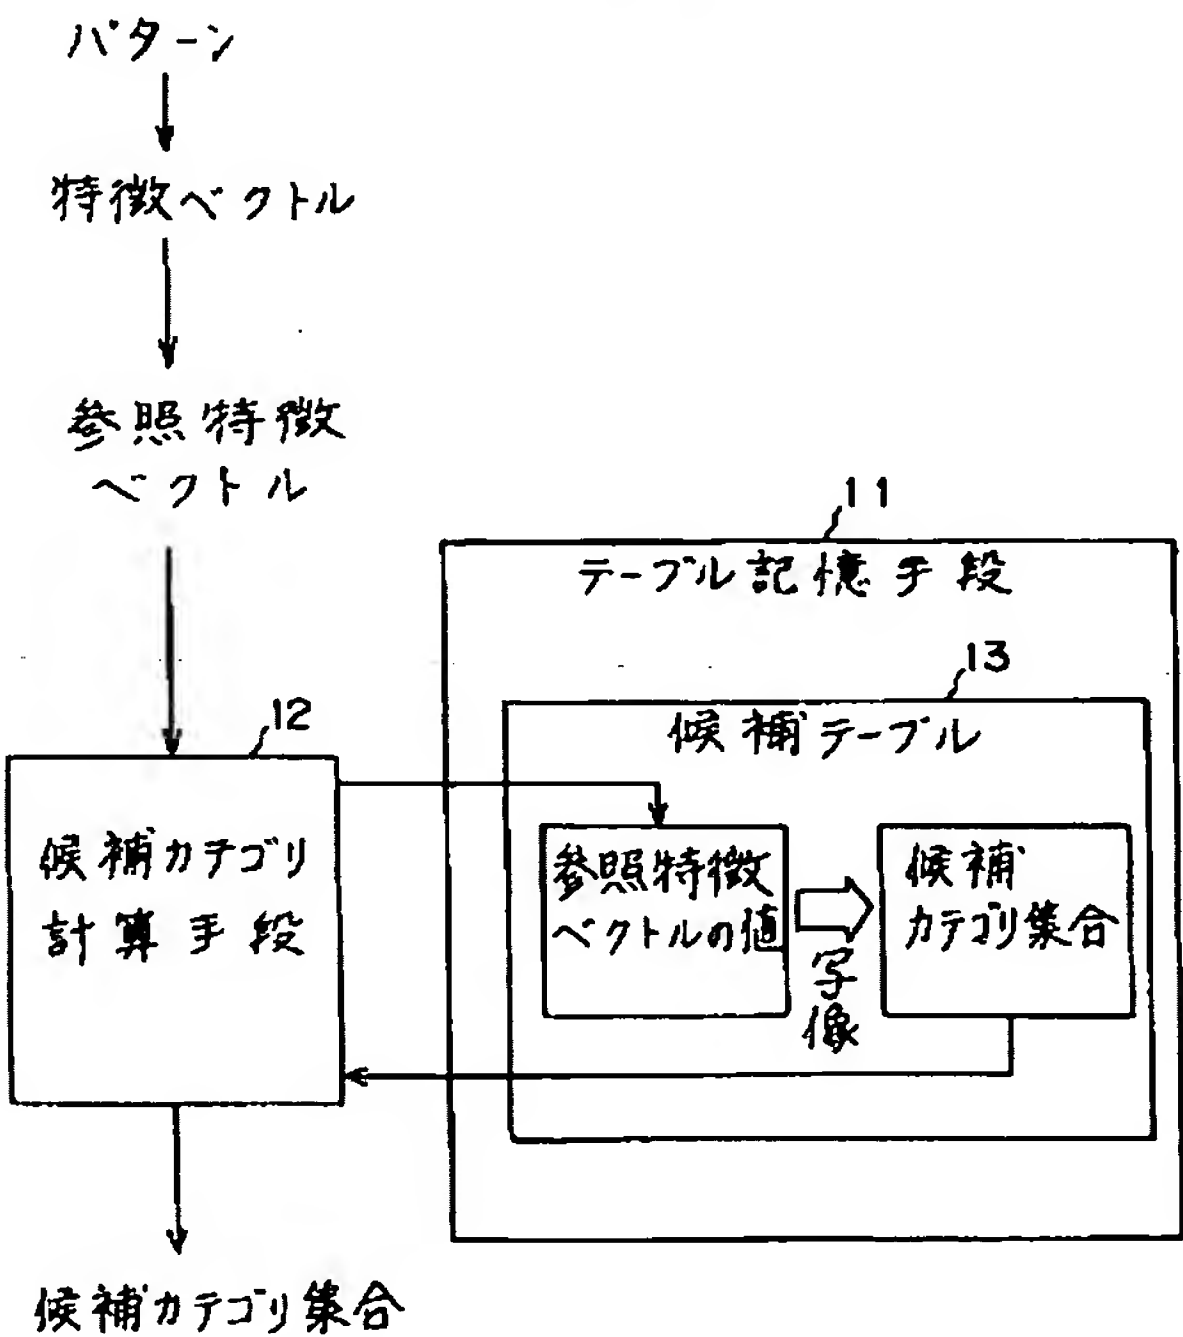 パターン
特徴ベクトル
参照特徴
ベクトル
11
テーブル記憶手段
13
候補テーブル
12
候補カテゴリ
計算手段
参照特徴
ベクトルの値
写
像
候補
カテゴリ集合
候補カテゴリ集合